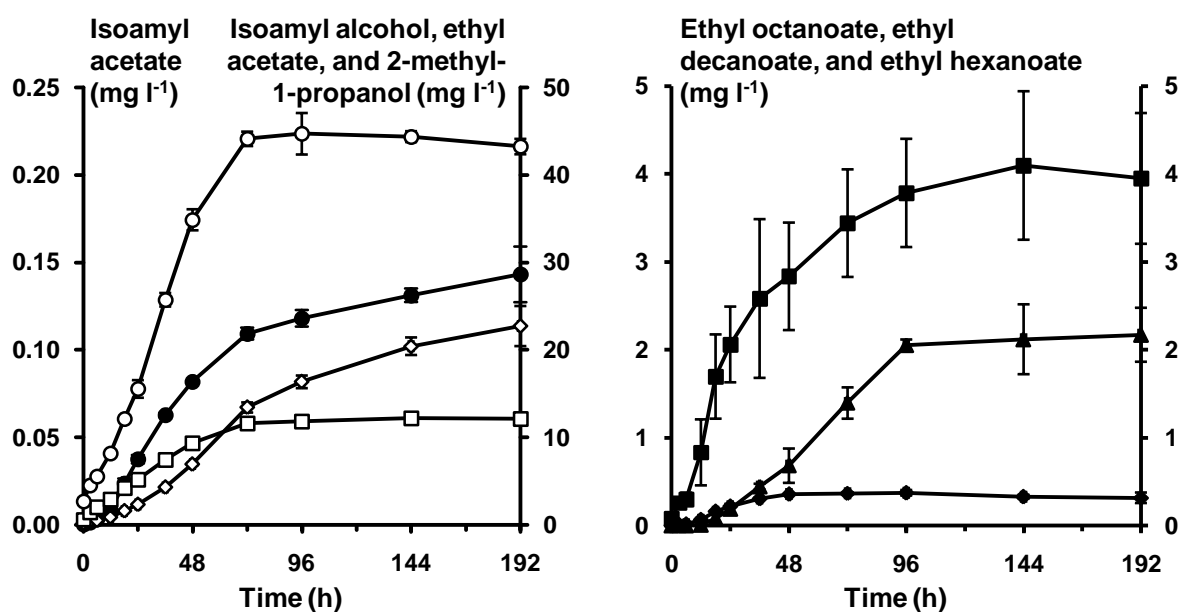 Isoamyl
acetate
(mg l-1)
Isoamyl alcohol, ethyl
acetate, and 2-methyl-
1-propanol (mg l-1)
0.25
0.20
0.15
0.10
0.05
0.00
50
40
30
20
10
0
0 48 96 144 192
Time (h)
Ethyl octanoate, ethyl
decanoate, and ethyl hexanoate
(mg l-1)
5
4
3
2
1
0
5
4
3
2
1
0
0 48 96 144 192
Time (h)